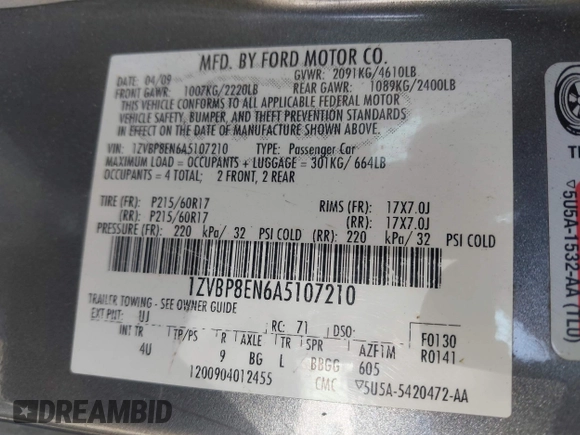 MFD. BY FORD MOTOR CO.
DATE: 04/09 GVWR: 2091KG/4610LB
FRONT GAWR: 1007KG/2220LB REAR GAWR: 1089KG/2400LB
THIS VEHICLE CONFORMS TO ALL APPLICABLE FEDERAL MOTOR
VEHICLE SAFETY, BUMPER, AND THEFT PREVENTION STANDARDS
IN EFFECT ON THE DATE OF MANUFACTURE SHOWN ABOVE.
VIN: 1ZVBP8EN6A5107210 TYPE: Passenger Car
MAXIMUM LOAD = OCCUPANTS + LUGGAGE = 301KG/ 664LB
OCCUPANTS = 4 TOTAL; 2 FRONT, 2 REAR
TIRE (FR): P215/60R17 RIMS (FR): 17X7.0J
(RR): P215/60R17 (RR): 17X7.0J
PRESSURE (FR): 220 kPa/ 32 PSI COLD (RR): 220 kPa/ 32 PSI COLD
1ZVBP8EN6A5107210
TRAILER TOWING - SEE OWNER GUIDE
EXT PNT: UJ RC: 71 DSO:
INT TR TP/PS R AXLE TR SPR AZF1M F0130
4U 9 BG L BBGG 605 R0141
1200904012455 CMC ▽5U5A-5420472-AA
▽5U5A-1532-AA (TLO)
DREAMBID